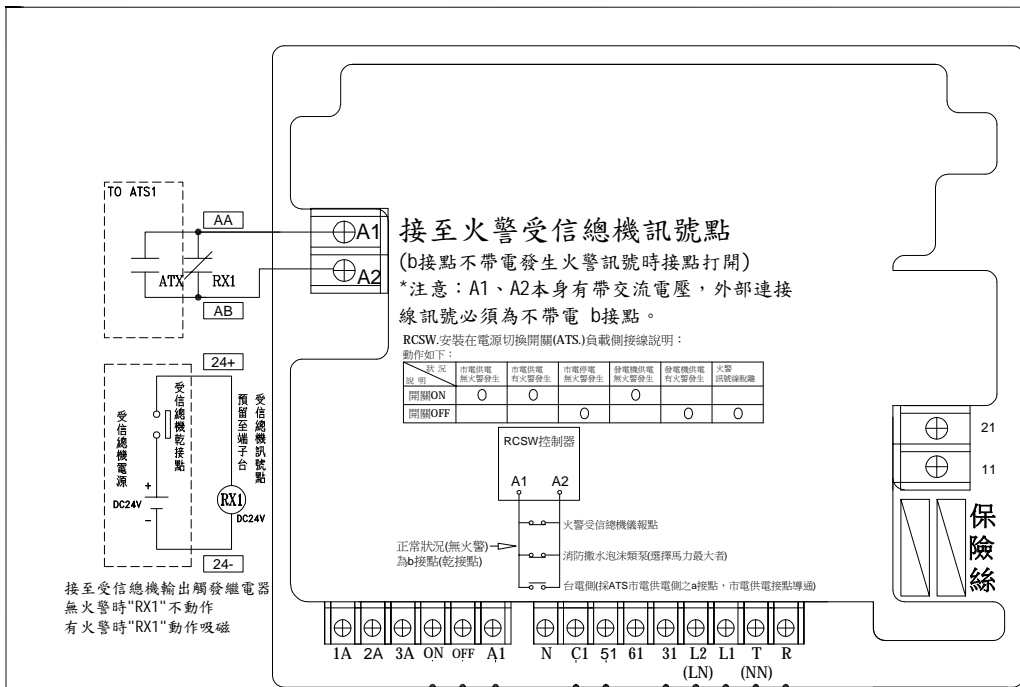 TO ATS1
AA
ATX
RX1
AB
A1
A2
接至火警受信總機訊號點
(b接點不帶電發生火警訊號時接點打開)
*注意：A1、A2本身有帶交流電壓，外部連接
線訊號必須為不帶電 b接點。
RCSW.安裝在電源切換開關(ATS.)負載側接線說明：
動作如下：
狀 況
說 明
市電供電
無火警發生
市電供電
有火警發生
市電停電
無火警發生
發電機供電
無火警發生
發電機供電
有火警發生
火警
訊號線脫離
開關ON O O O
開關OFF O O O
24+
受信總機乾接點
受信總機電源
+
DC24V
-
受信總機訊號點
預留至端子台
RX1
DC24V
24-
接至受信總機輸出觸發繼電器
無火警時"RX1"不動作
有火警時"RX1"動作吸磁
RCSW控制器
A1 A2
火警受信總機儀報點
正常狀況(無火警)
為b接點(乾接點)
消防撒水泡沫類泵(選擇馬力最大者)
台電側(採ATS市電供電側之a接點，市電供電接點導通)
21
11
保險絲
1A 2A 3A ON OFF A1 N C1 51 61 31 L2 L1 T R
(LN) (NN)